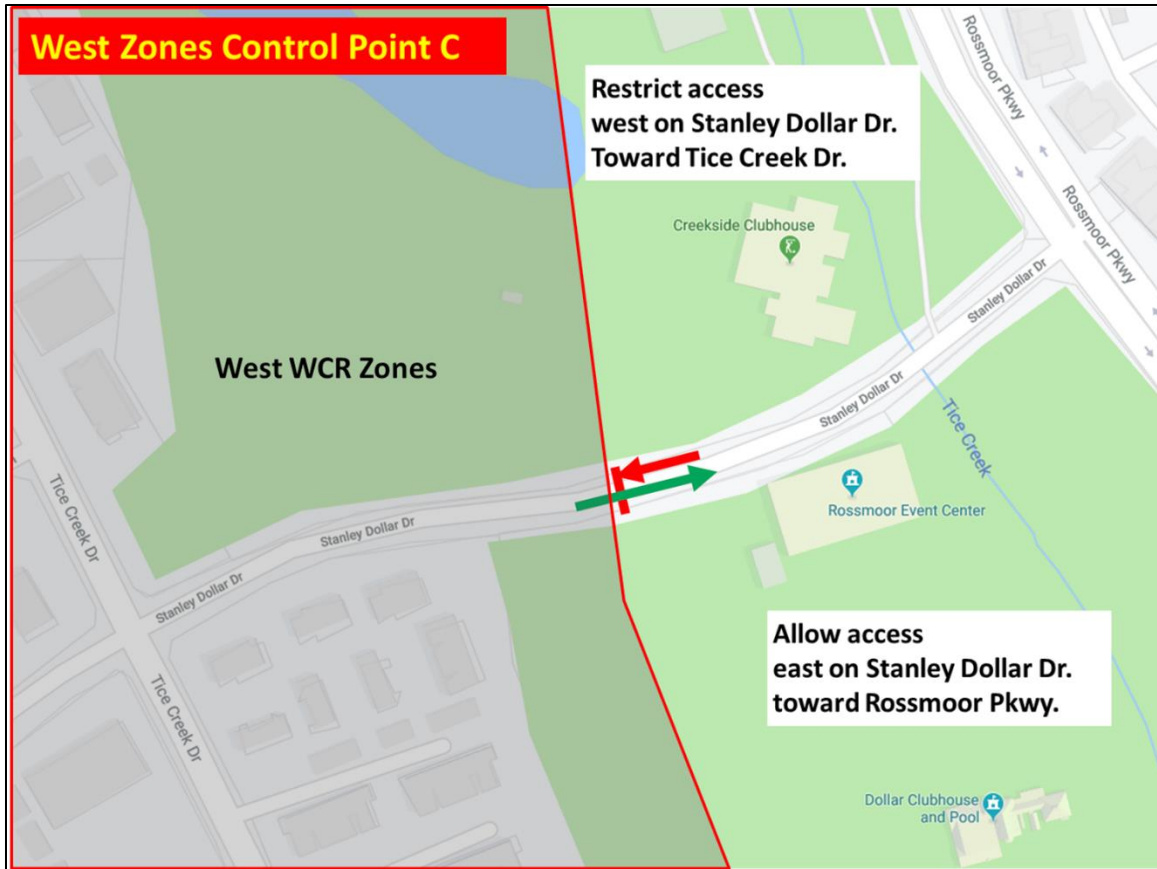 West Zones Control Point C
Restrict access
west on Stanley Dollar Dr.
Toward Tice Creek Dr.
Rossmoor Pkwy
Rossmoor Pkwy
Creekside Clubhouse
Stanley Dollar Dr
West WCR Zones
Stanley Dollar Dr
Tice Creek
Tice Creek Dr
Rossmoor Event Center
Stanley Dollar Dr
Stanley Dollar Dr
Allow access
east on Stanley Dollar Dr.
toward Rossmoor Pkwy.
Tice Creek Dr
Dollar Clubhouse
and Pool